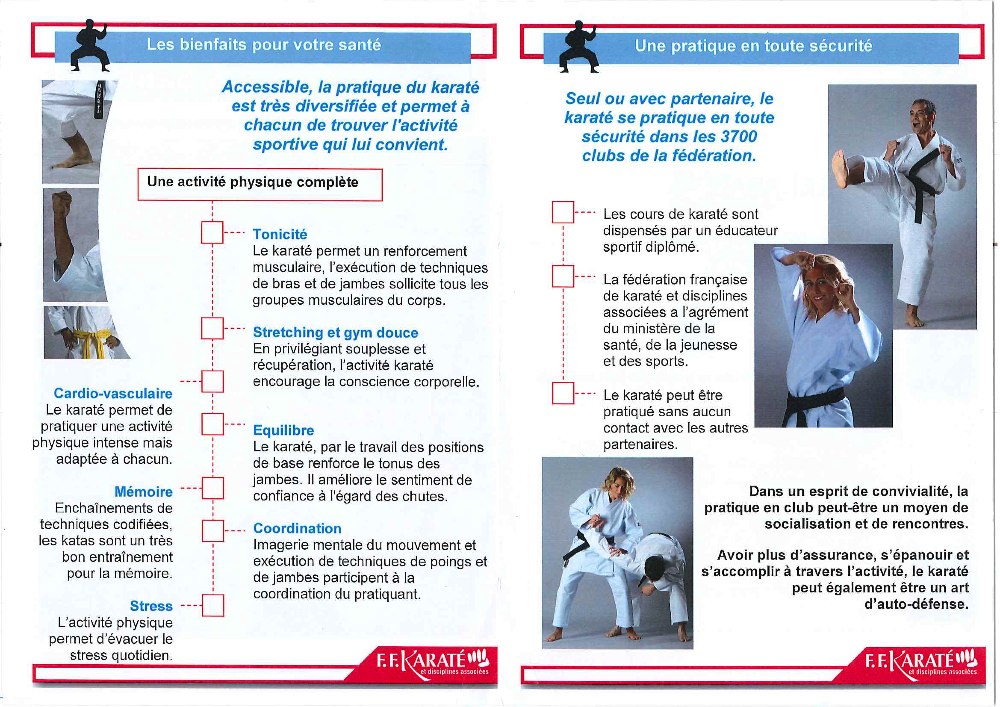 Les bienfaits pour votre santé
Accessible, la pratique du karaté
est très diversifiée et permet à
chacun de trouver l'activité
sportive qui lui convient.
Une activité physique complète
Tonicité
Le karaté permet un renforcement
musculaire, l'exécution de techniques
de bras et de jambes sollicite tous les
groupes musculaires du corps.
Stretching et gym douce
En privilégiant souplesse et
récupération, l'activité karaté
encourage la conscience corporelle.
Cardio-vasculaire
Le karaté permet de
pratiquer une activité
physique intense mais
adaptée à chacun.
Equilibre
Le karaté, par le travail des positions
de base renforce le tonus des
jambes. Il améliore le sentiment de
confiance à l'égard des chutes.
Mémoire
Enchaînements de
techniques codifiées,
les katas sont un très
bon entraînement
pour la mémoire.
Coordination
Imagerie mentale du mouvement et
exécution de techniques de poings et
de jambes participent à la
coordination du pratiquant.
Stress
L'activité physique
permet d'évacuer le
stress quotidien.
F.F.KARATÉ
et disciplines associées
Une pratique en toute sécurité
Seul ou avec partenaire, le
karaté se pratique en toute
sécurité dans les 3700
clubs de la fédération.
Les cours de karaté sont
dispensés par un éducateur
sportif diplômé.
La fédération française
de karaté et disciplines
associées a l'agrément
du ministère de la
santé, de la jeunesse
et des sports.
Le karaté peut être
pratiqué sans aucun
contact avec les autres
partenaires.
Dans un esprit de convivialité, la
pratique en club peut-être un moyen de
socialisation et de rencontres.
Avoir plus d'assurance, s'épanouir et
s'accomplir à travers l'activité, le karaté
peut également être un art
d'auto-défense.
F.F.KARATÉ
et disciplines associées